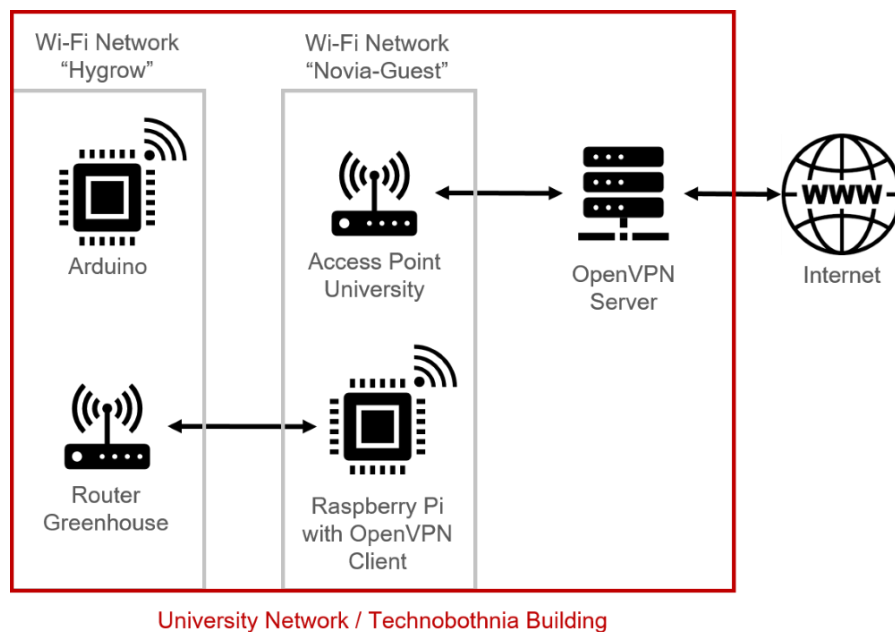 Wi-Fi Network
“Hygrow”
Wi-Fi Network
“Novia-Guest”
Arduino
Access Point
University
OpenVPN
Server
WWW
Internet
Router
Greenhouse
Raspberry Pi
with OpenVPN
Client
University Network / Technobothnia Building